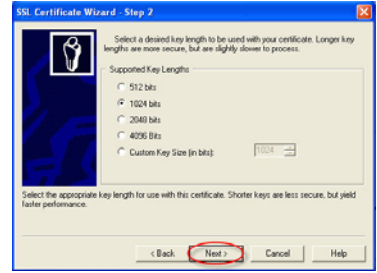 SSL Certificate Wizard - Step 2
Select a desired key length to be used with your certificate. Longer key
lengths are more secure, but are slightly slower to process.
Supported Key Lengths
512 bits
1024 bits
2048 bits
4096 Bits
Custom Key Size (in bits):
1024
Select the appropriate key length for use with this certificate. Shorter keys are less secure, but yield
faster performance.
< Back
Next >
Cancel
Help